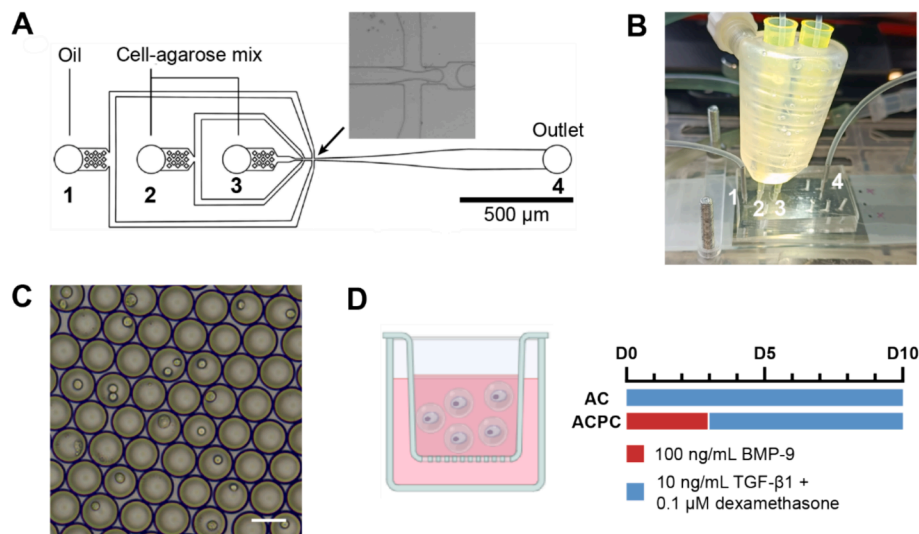 A
Oil
Cell-agarose mix
Outlet
1
2
3
4
500 µm
B
1
2
3
4
C
D
D0
D5
D10
AC
ACPC
100 ng/mL BMP-9
10 ng/mL TGF-β1 +
0.1 µM dexamethasone